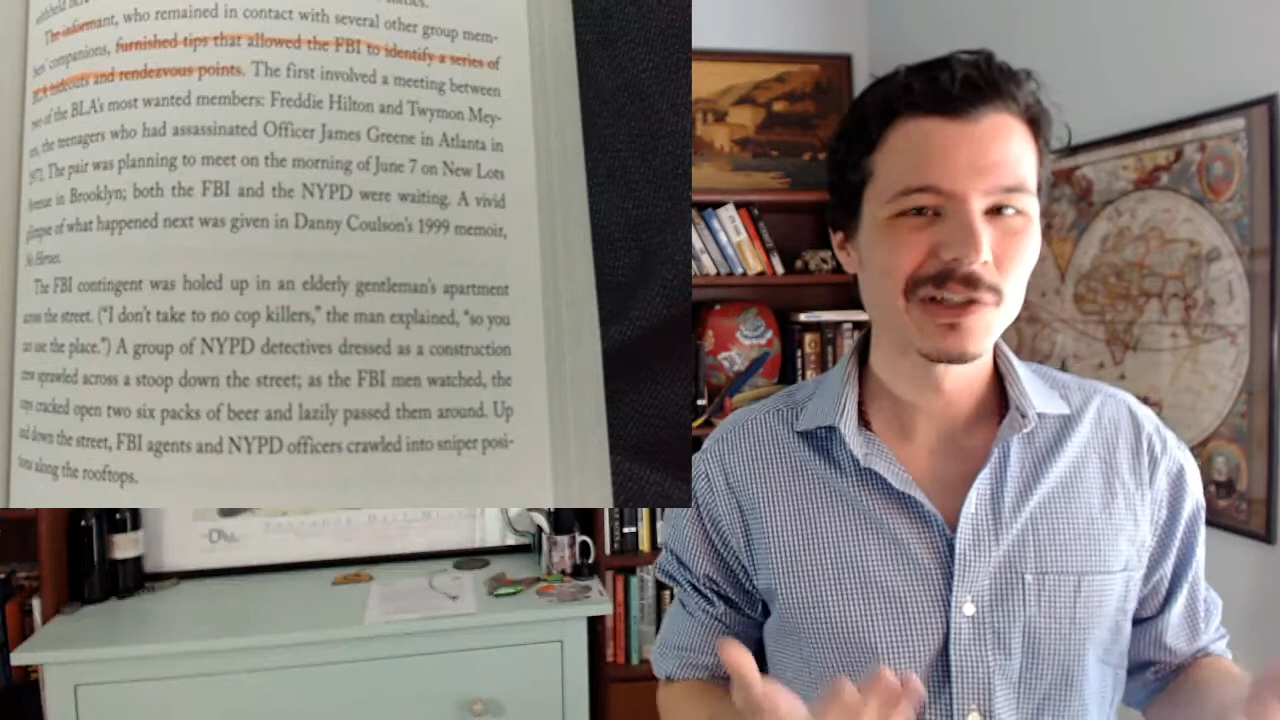 The informant, who remained in contact with several other group mem-
bers' companions, furnished tips that allowed the FBI to identify a series of
BLA hideouts and rendezvous points. The first involved a meeting between
two of the BLA's most wanted members: Freddie Hilton and Twymon Mey-
ers, the teenagers who had assassinated Officer James Greene in Atlanta in
1971. The pair was planning to meet on the morning of June 7 on New Lots
Avenue in Brooklyn; both the FBI and the NYPD were waiting. A vivid
glimpse of what happened next was given in Danny Coulson's 1999 memoir,
No Heroes.
The FBI contingent was holed up in an elderly gentleman's apartment
across the street. ("I don't take to no cop killers," the man explained, "so you
can use the place.") A group of NYPD detectives dressed as a construction
crew sprawled across a stoop down the street; as the FBI men watched, the
cops cracked open two six packs of beer and lazily passed them around. Up
and down the street, FBI agents and NYPD officers crawled into sniper posi-
tions along the rooftops.